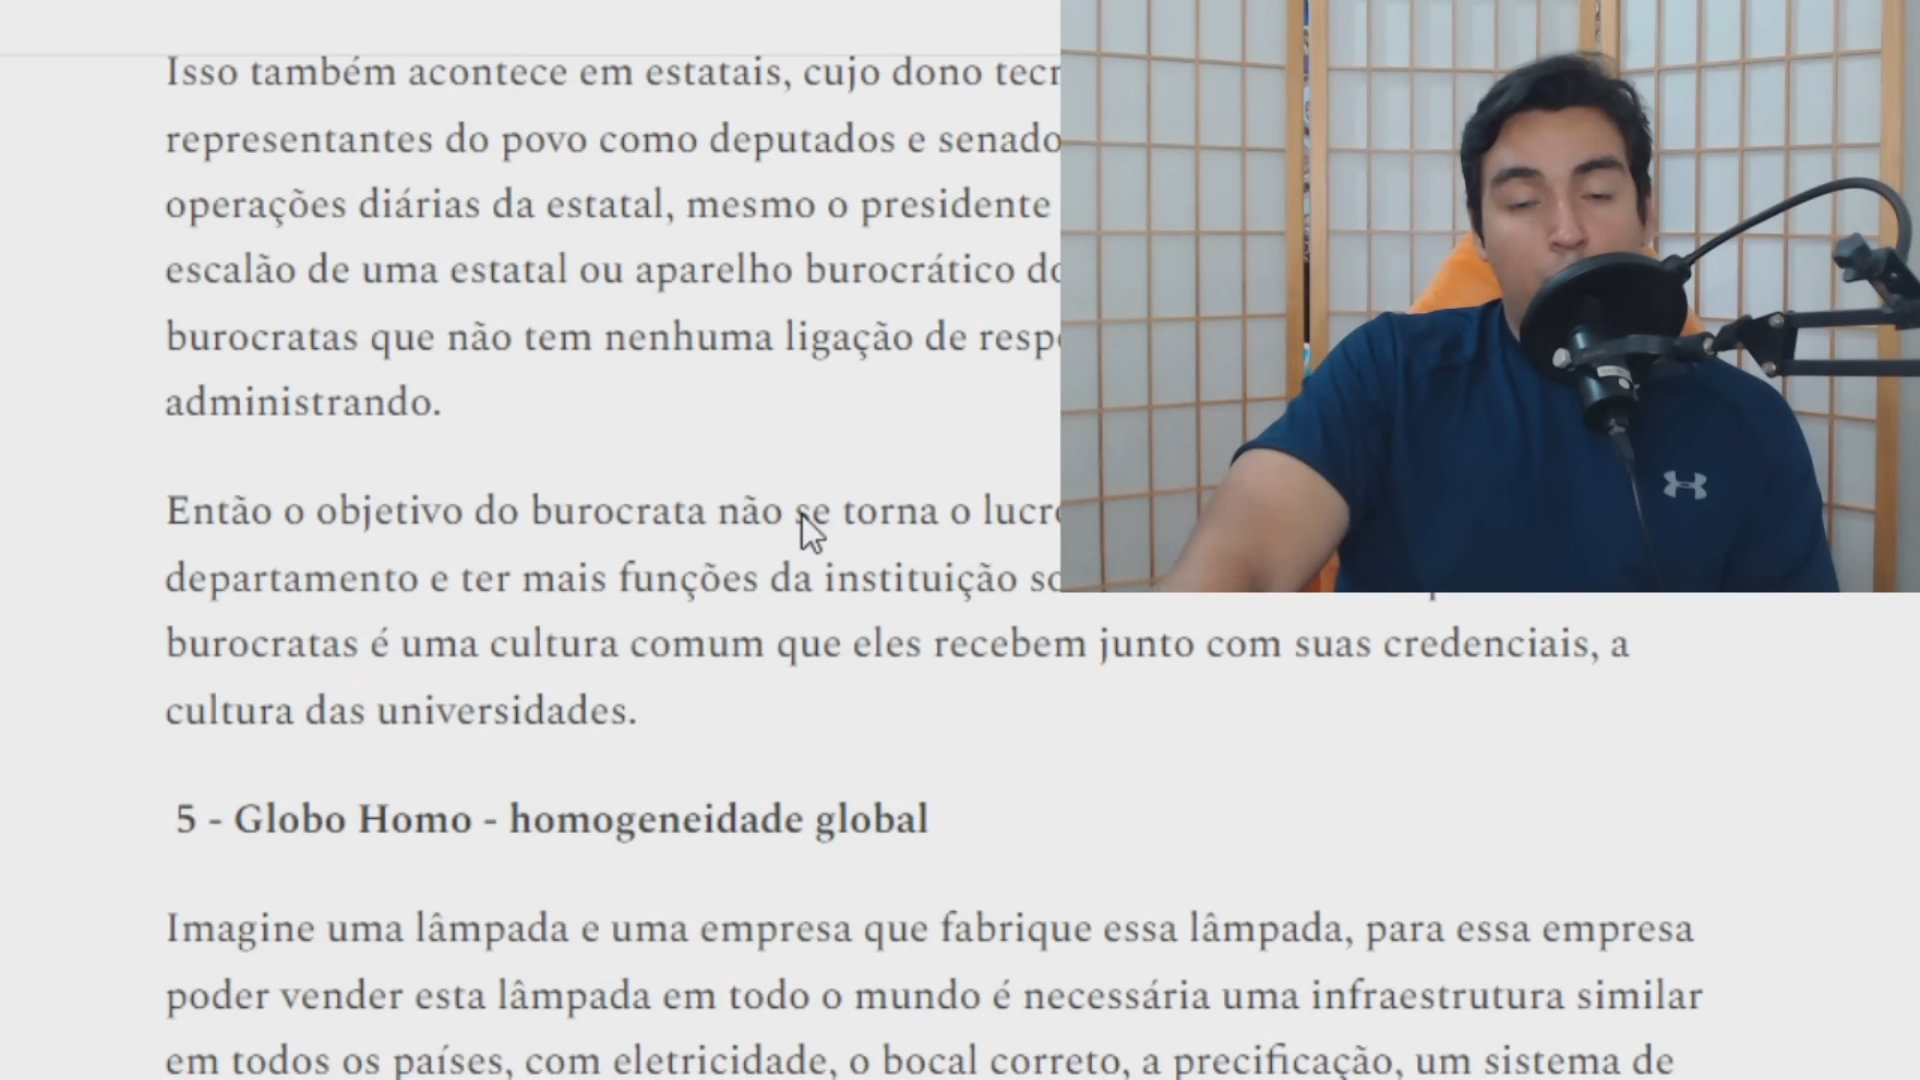 Isso também acontece em estatais, cujo dono
representantes do povo como deputados e
operações diárias da estatal, mesmo o presidente
escalão de uma estatal ou aparelho burocrático
burocratas que não tem nenhuma ligação de
administrando.
Então o objetivo do burocrata não se torna o
departamento e ter mais funções da instituição
burocratas é uma cultura comum que eles recebem junto com suas credenciais, a
cultura das universidades.
5 - Globo Homo - homogeneidade global
Imagine uma lâmpada e uma empresa que fabrique essa lâmpada, para essa empresa
poder vender esta lâmpada em todo o mundo é necessária uma infraestrutura similar
em todos os países, com eletricidade, o bocal correto, a precificação, um sistema de